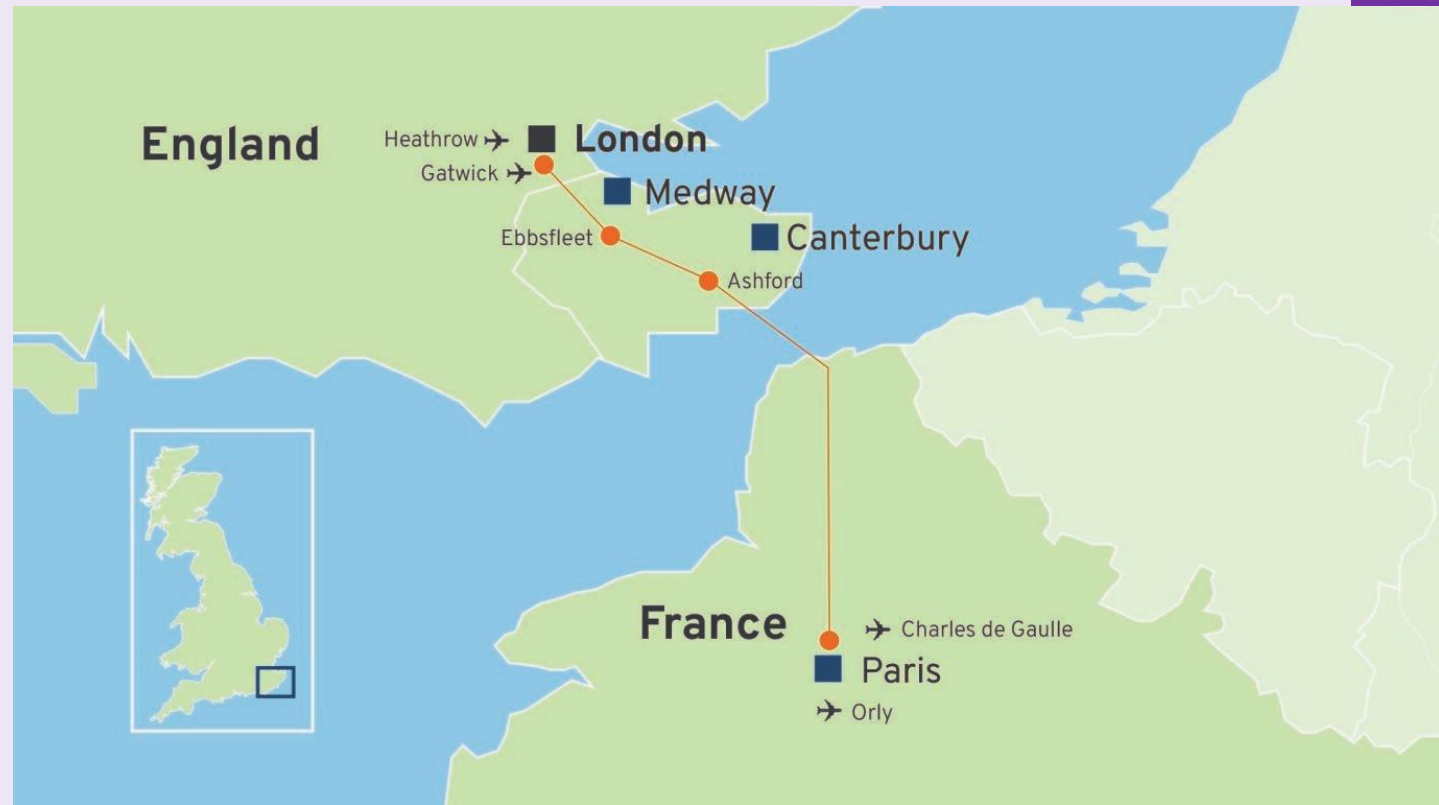 England
Heathrow
London
Gatwick
Medway
Ebbsfleet
Canterbury
Ashford
France
Charles de Gaulle
Paris
Orly